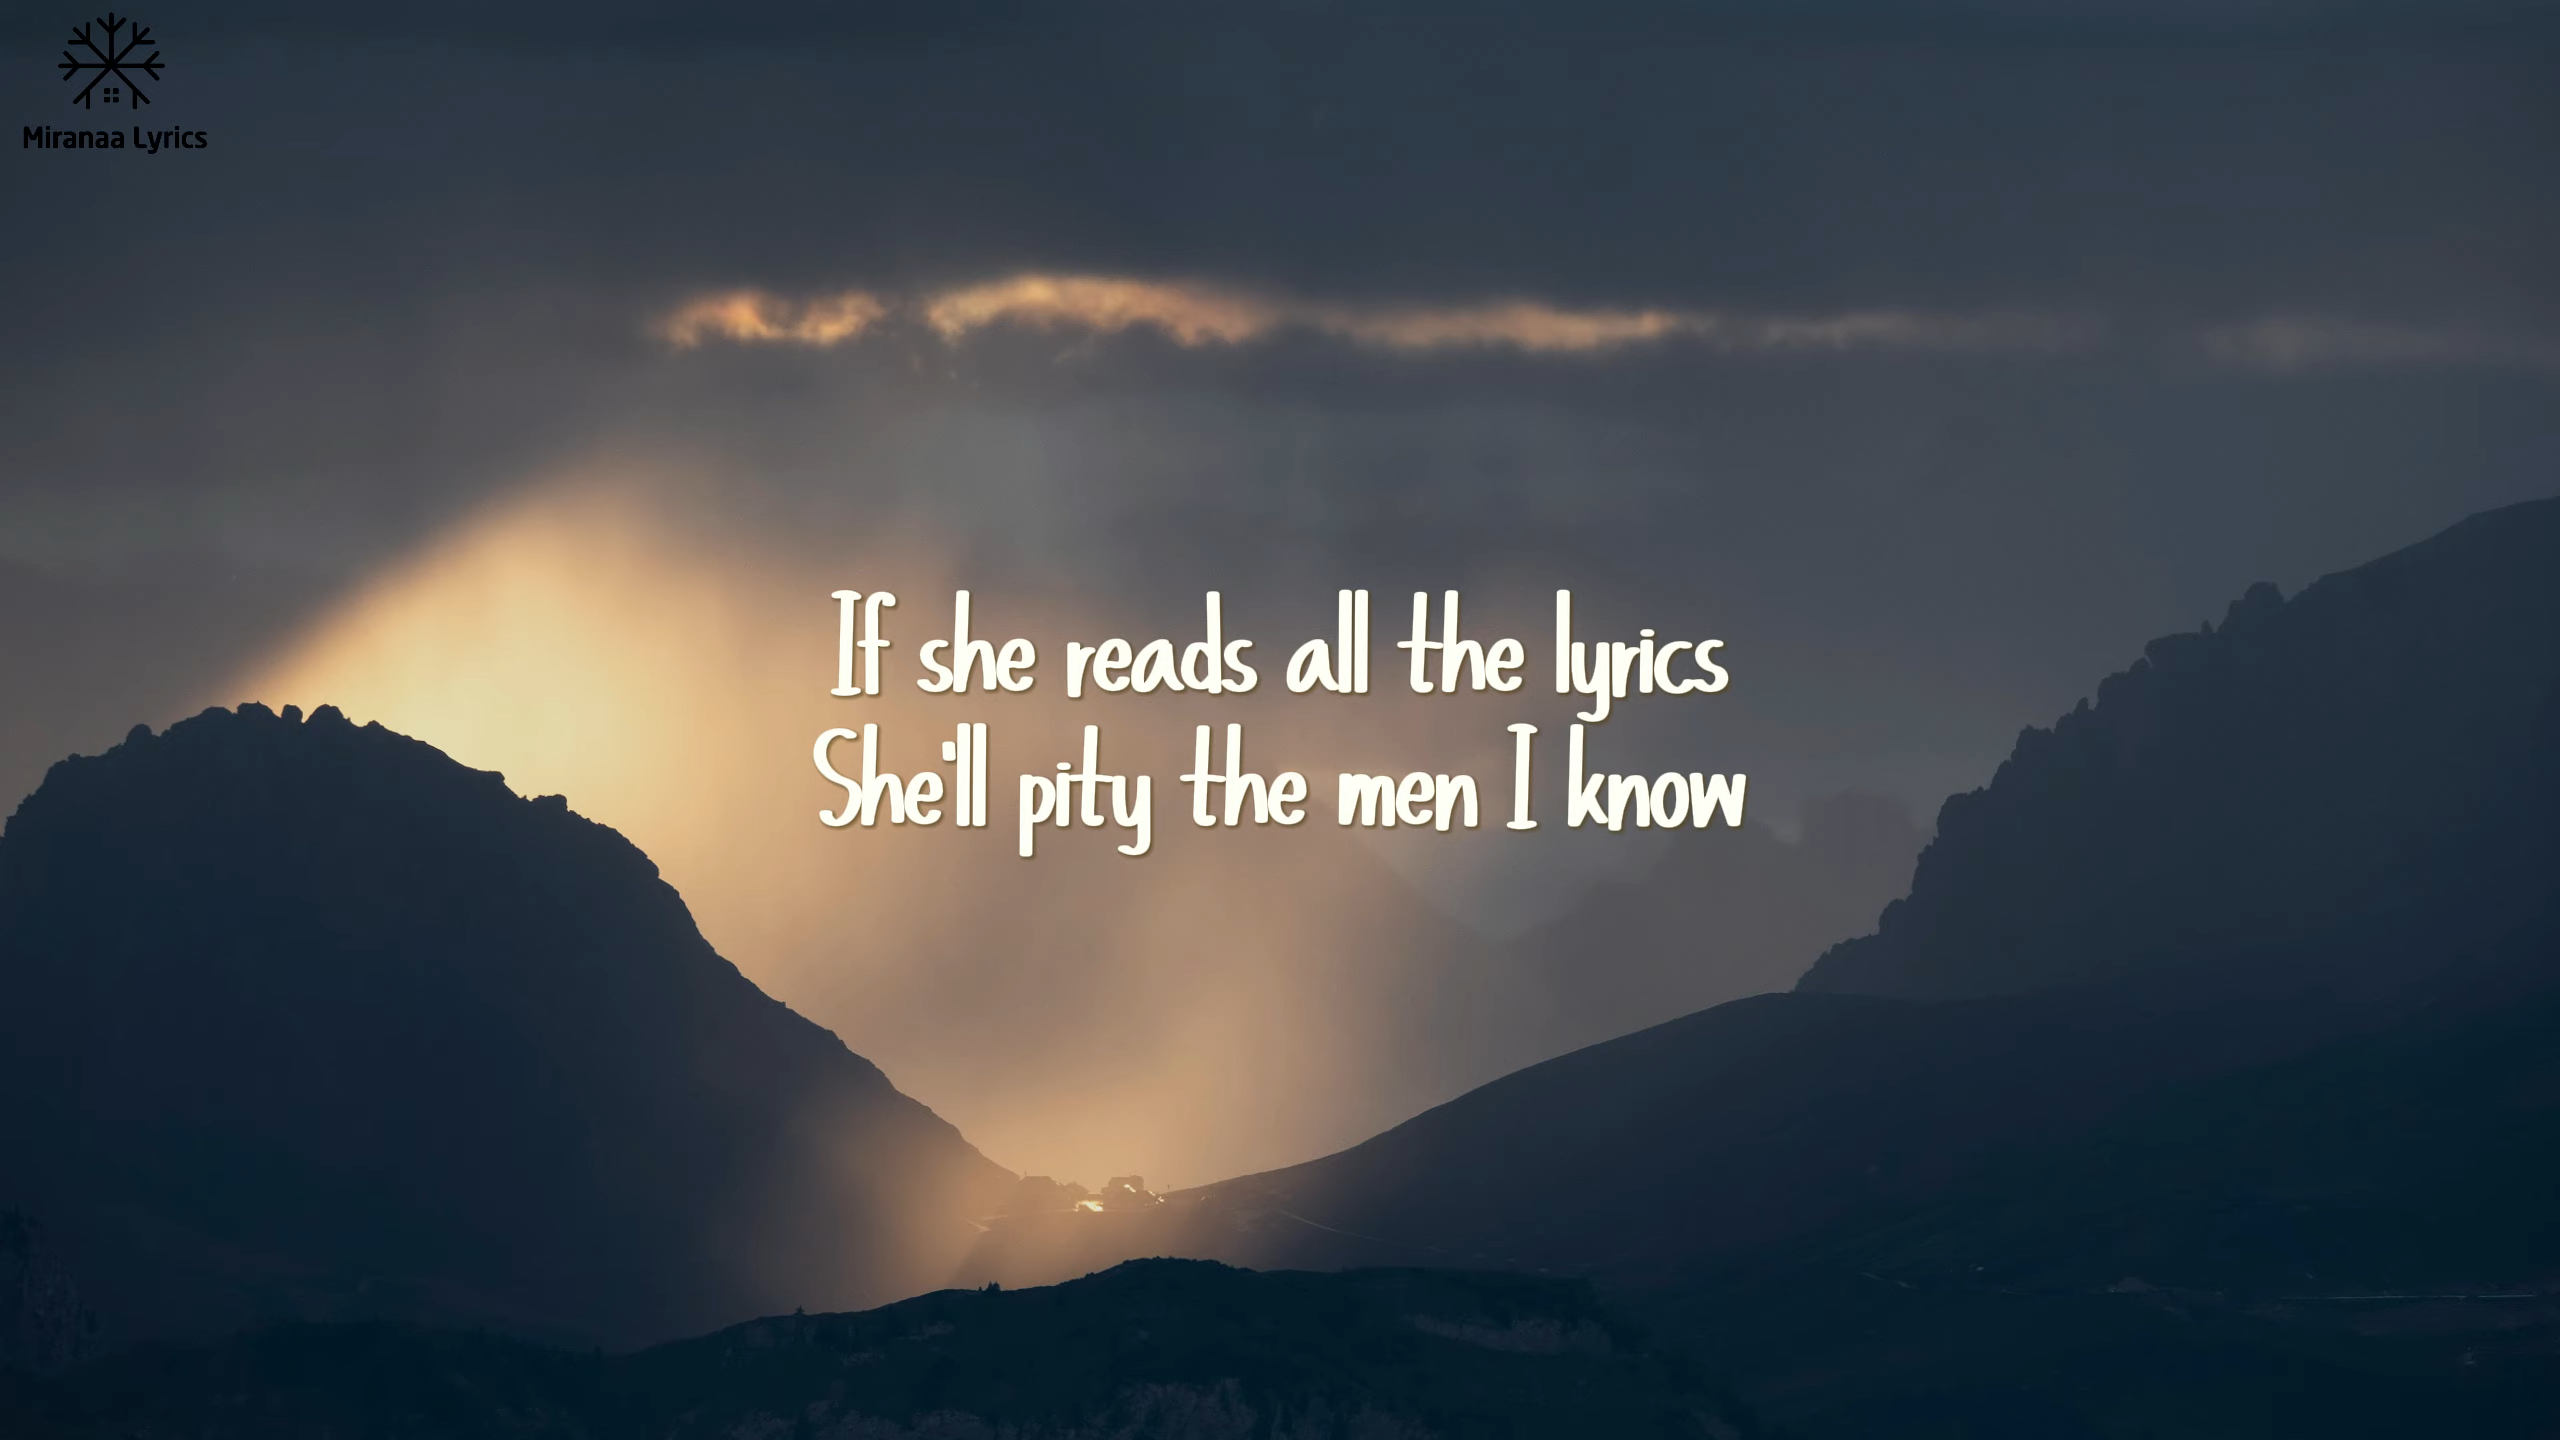 Miranaa Lyrics
If she reads all the lyrics
She'll pity the men I know